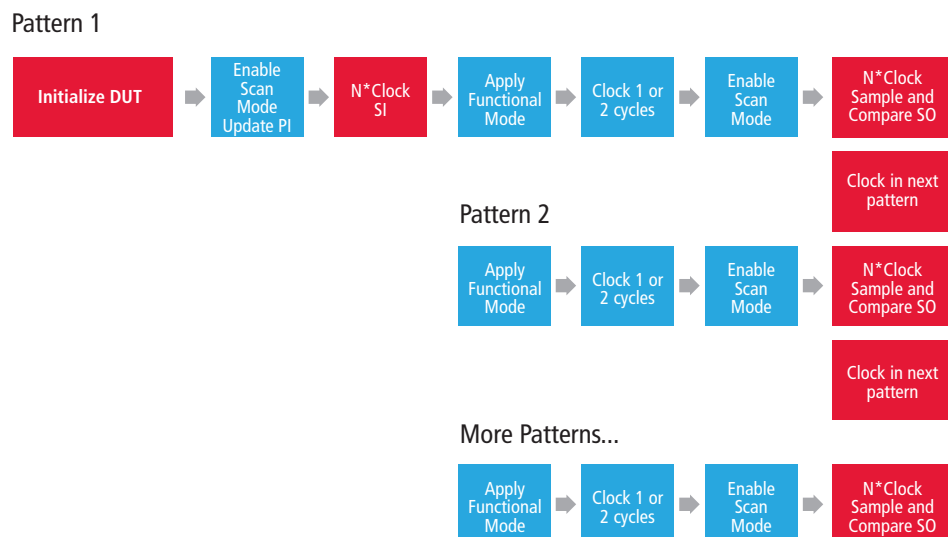 Pattern 1
Initialize DUT
Enable
Scan
Mode
Update PI
N*Clock
SI
Apply
Functional
Mode
Clock 1 or
2 cycles
Enable
Scan
Mode
N*Clock
Sample and
Compare SO
Clock in next
pattern
Pattern 2
Apply
Functional
Mode
Clock 1 or
2 cycles
Enable
Scan
Mode
N*Clock
Sample and
Compare SO
Clock in next
pattern
More Patterns...
Apply
Functional
Mode
Clock 1 or
2 cycles
Enable
Scan
Mode
N*Clock
Sample and
Compare SO